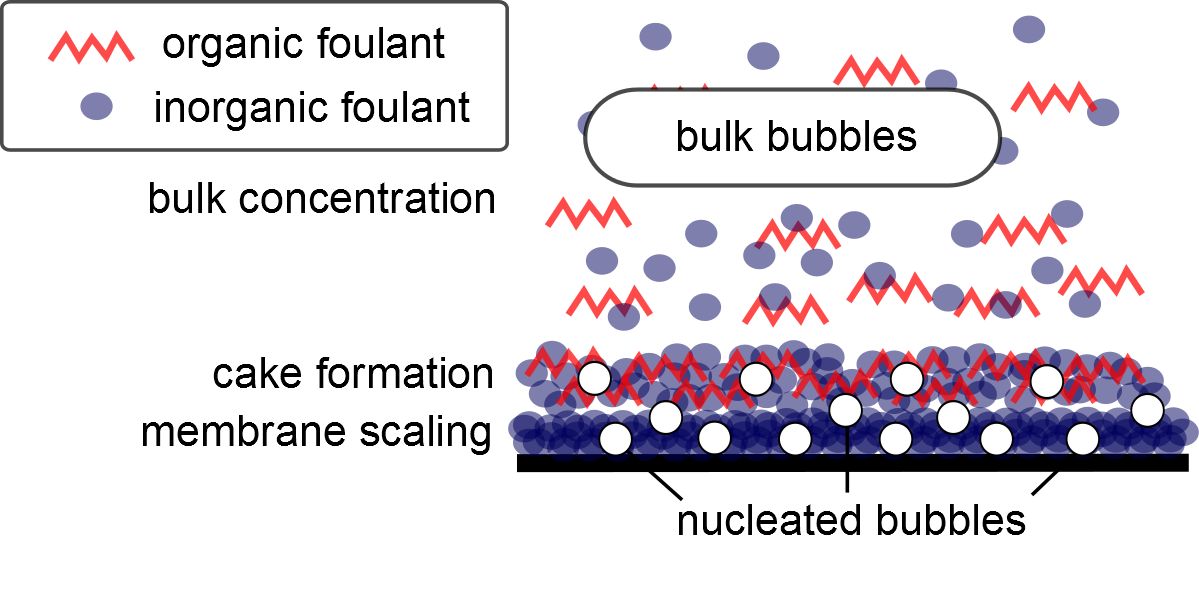 organic foulant
inorganic foulant
bulk bubbles
bulk concentration
cake formation
membrane scaling
nucleated bubbles